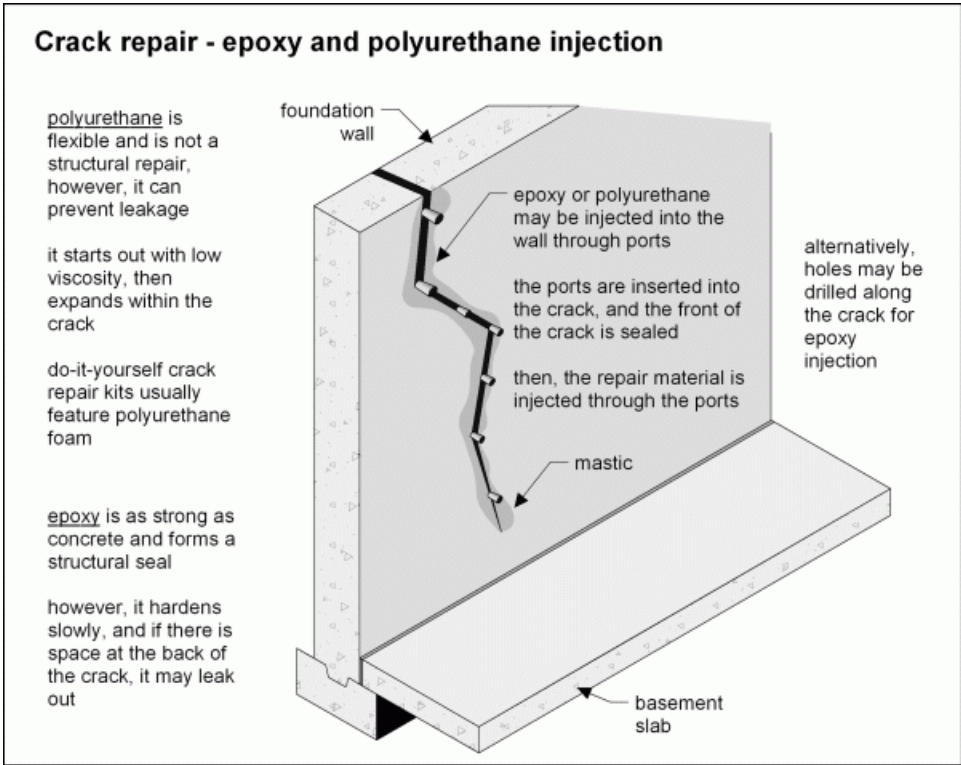 Crack repair - epoxy and polyurethane injection
polyurethane is
flexible and is not a
structural repair,
however, it can
prevent leakage
it starts out with low
viscosity, then
expands within the
crack
do-it-yourself crack
repair kits usually
feature polyurethane
foam
epoxy is as strong as
concrete and forms a
structural seal
however, it hardens
slowly, and if there is
space at the back of
the crack, it may leak
out
foundation
wall
epoxy or polyurethane
may be injected into the
wall through ports
the ports are inserted into
the crack, and the front of
the crack is sealed
then, the repair material is
injected through the ports
mastic
alternatively,
holes may be
drilled along
the crack for
epoxy
injection
basement
slab